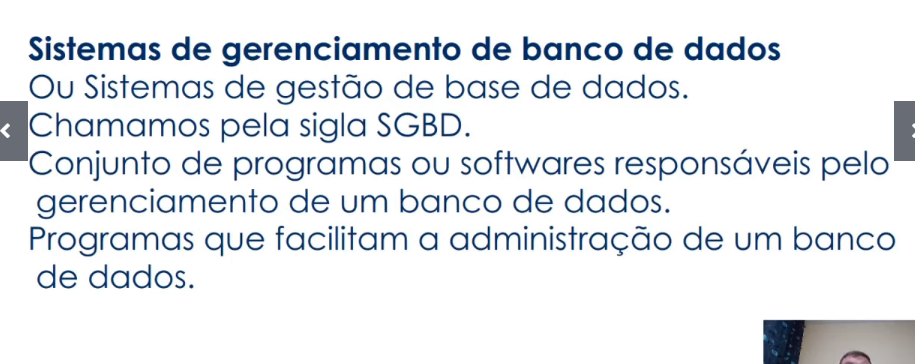 Sistemas de gerenciamento de banco de dados
Ou Sistemas de gestão de base de dados.
Chamamos pela sigla SGBD.
Conjunto de programas ou softwares responsáveis pelo
gerenciamento de um banco de dados.
Programas que facilitam a administração de um banco
de dados.